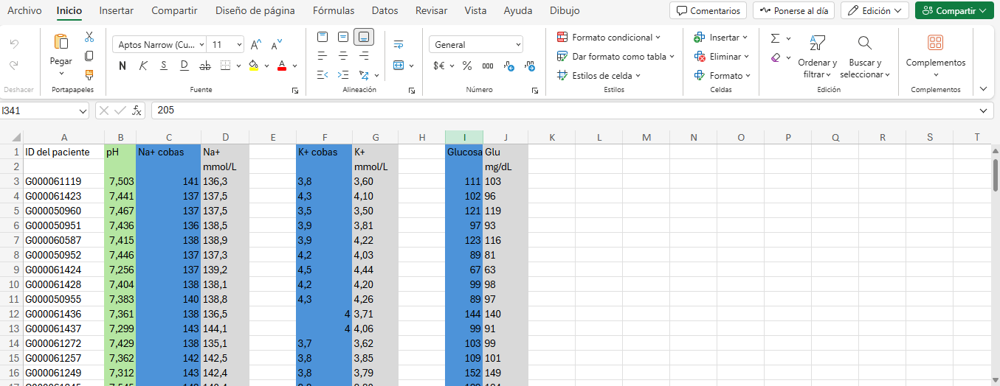 Archivo Inicio Insertar Compartir Diseño de página Fórmulas Datos Revisar Vista Ayuda Dibujo Comentarios Ponerse al día Edición Compartir
Pegar Aptos Narrow (Cu... 11 A A General Formato condicional Insertar Σ
Dar formato como tabla Eliminar Ordenar y filtrar Buscar y seleccionar Complementos
N K S D ab A $€ % 000 Estilos de celda Formato
Deshacer Portapapeles Fuente Alineación Número Estilos Celdas Edición Complementos
I341 fx 205
A B C D E F G H I J K L M N O P Q R S T
1 ID del paciente pH Na+ cobas Na+ K+ cobas K+ Glucosa Glu
2 mmol/L mmol/L mg/dL
3 G000061119 7,503 141 136,3 3,8 3,60 111 103
4 G000061423 7,441 137 137,5 4,3 4,10 102 96
5 G000050960 7,467 137 137,5 3,5 3,50 121 119
6 G000050951 7,436 136 138,5 3,9 3,81 97 93
7 G000060587 7,415 138 138,9 3,9 4,22 123 116
8 G000050952 7,446 137 137,3 4,2 4,03 89 81
9 G000061424 7,256 137 139,2 4,5 4,44 67 63
10 G000061428 7,404 138 138,1 4,2 4,20 99 98
11 G000050955 7,383 140 138,8 4,3 4,26 89 97
12 G000061436 7,361 138 136,5 4 3,71 144 140
13 G000061437 7,299 143 144,1 4 4,06 99 91
14 G000061272 7,429 138 135,1 3,7 3,62 103 99
15 G000061257 7,362 142 142,5 3,8 3,85 109 101
16 G000061249 7,312 143 142,4 3,8 3,79 152 149